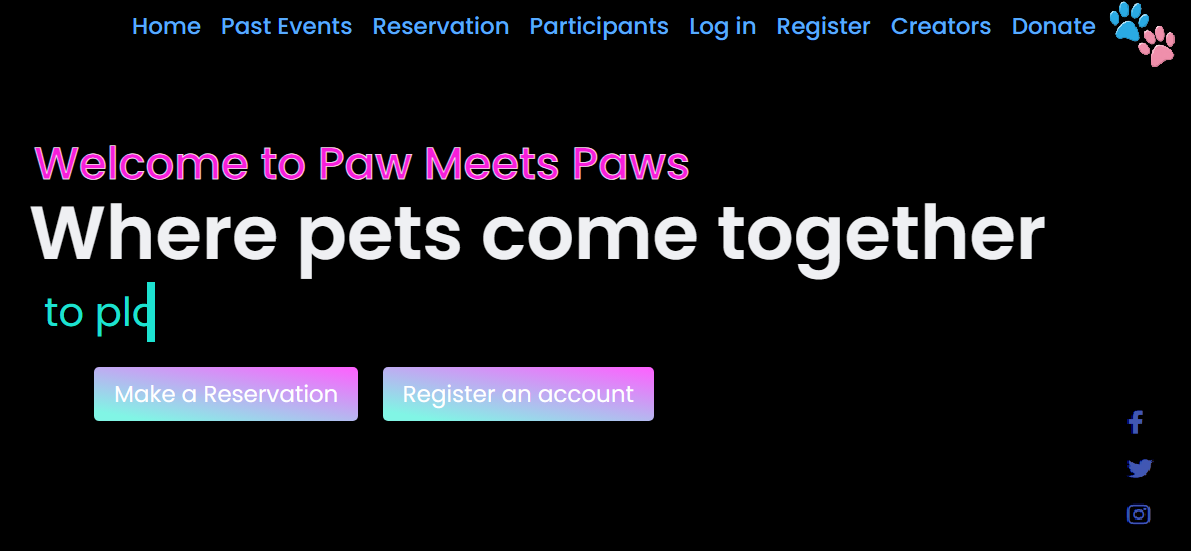 Home Past Events Reservation Participants Log in Register Creators Donate
Welcome to Paw Meets Paws
Where pets come together
to pla
Make a Reservation Register an account